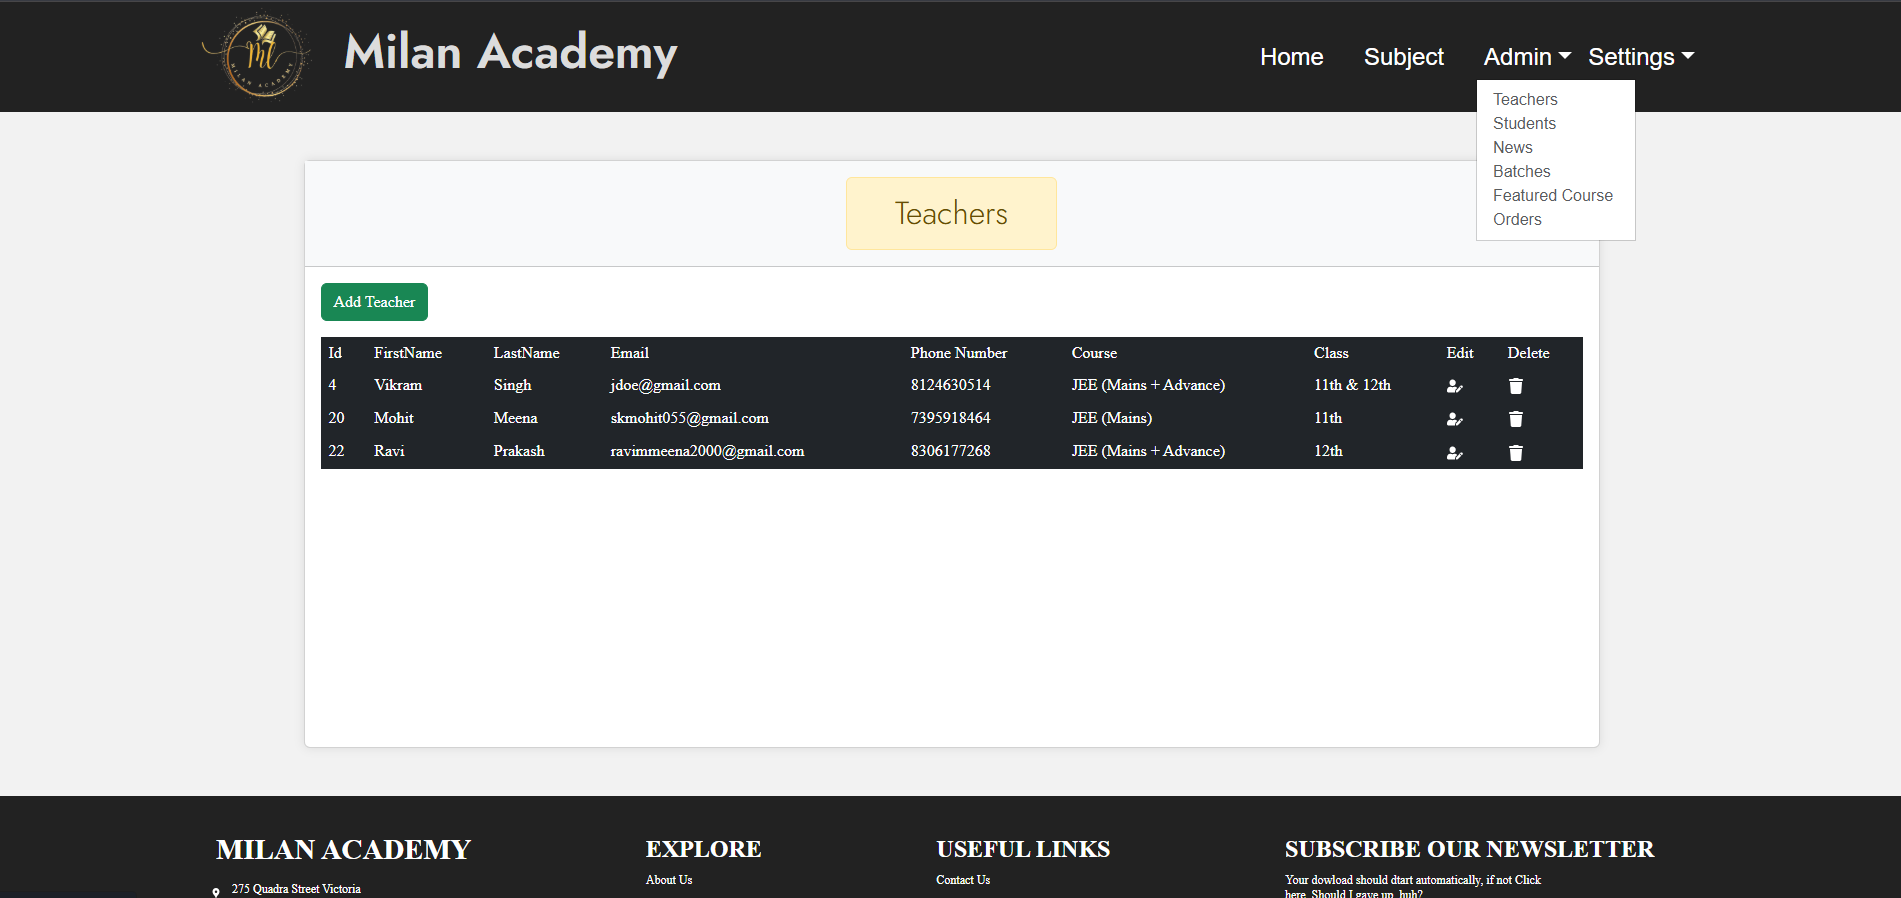 Milan Academy
MILAN ACADEMY
Home Subject Admin Settings
Teachers
Students
News
Batches
Featured Course
Orders
Teachers
Add Teacher
Id FirstName LastName Email Phone Number Course Class Edit Delete
4 Vikram Singh jdoe@gmail.com 8124630514 JEE (Mains + Advance) 11th & 12th
20 Mohit Meena skmohit055@gmail.com 7395918464 JEE (Mains) 11th
22 Ravi Prakash ravimmeena2000@gmail.com 8306177268 JEE (Mains + Advance) 12th
MILAN ACADEMY
275 Quadra Street Victoria
EXPLORE
About Us
USEFUL LINKS
Contact Us
SUBSCRIBE OUR NEWSLETTER
Your dowload should dtart automatically, if not Click
here. Should I gave up, huh?